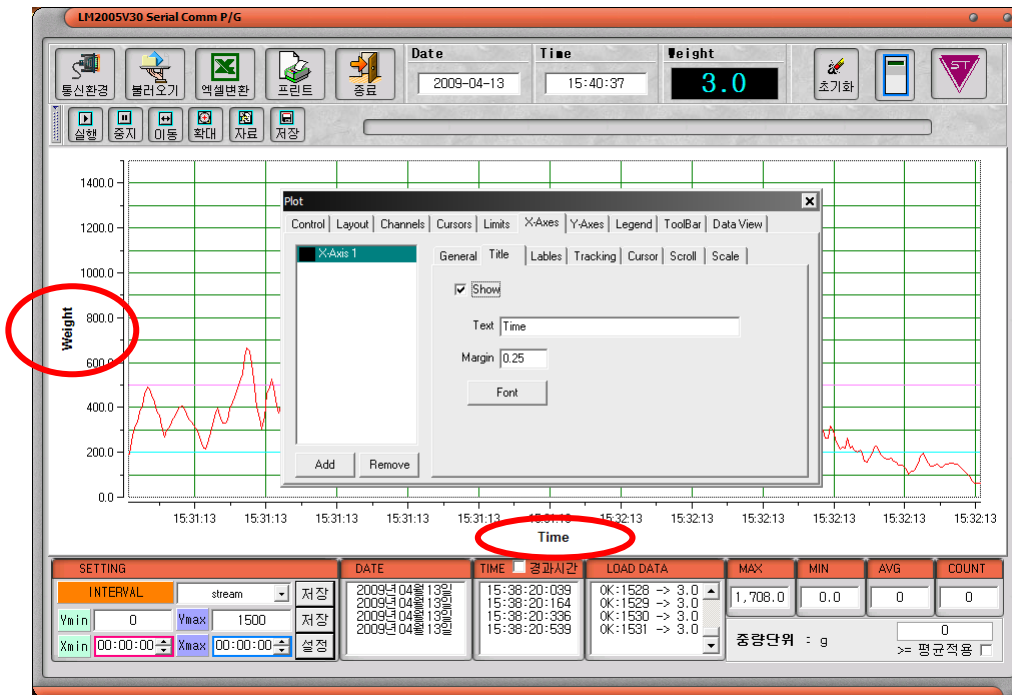 LM2005V30 Serial Comm P/G
Date Time Weight
통신환경 불러오기 엑셀변환 프린트 종료 2009-04-13 15:40:37 3.0 초기화 ST
실행 중지 이동 확대 자료 저장
Plot
Control Layout Channels Cursors Limits X-Axes Y-Axes Legend ToolBar Data View
X-Axis 1
General Title Lables Tracking Cursor Scroll Scale
Show
Text Time
Margin 0.25
Font
Add Remove
Weight
1400.0
1200.0
1000.0
800.0
600.0
400.0
200.0
0.0
15:31:13 15:31:13 15:31:13 15:31:13 15:31:13 15:31:13 15:32:13 15:32:13 15:32:13 15:32:13 15:32:13 15:32:13
Time
SETTING DATE TIME 경과시간 LOAD DATA MAX MIN AVG COUNT
INTERVAL stream 저장
Ymin 0 Ymax 1500 저장
Xmin 00:00:00 Xmax 00:00:00 설정
2009년04월13일 15:38:20:039 0K:1528 -> 3.0
2009년04월13일 15:38:20:164 0K:1529 -> 3.0
2009년04월13일 15:38:20:336 0K:1530 -> 3.0
2009년04월13일 15:38:20:539 0K:1531 -> 3.0
1,708.0 0.0 0 0
중량단위 : g 0
>= 평균적용